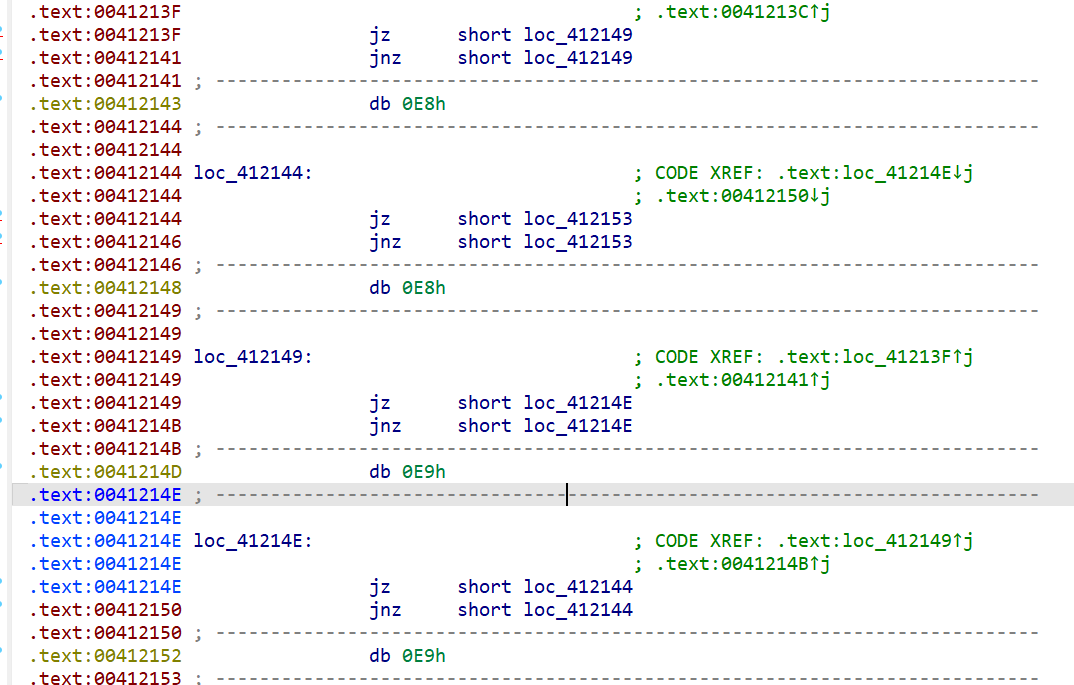 .text:0041213F ; .text:0041213C↑j
.text:0041213F jz short loc_412149
.text:00412141 jnz short loc_412149
.text:00412141 ; ---------------------------------------------------------------------------
.text:00412143 db 0E8h
.text:00412144 ; ---------------------------------------------------------------------------
.text:00412144
.text:00412144 loc_412144: ; CODE XREF: .text:loc_41214E↓j
.text:00412144 ; .text:00412150↓j
.text:00412144 jz short loc_412153
.text:00412146 jnz short loc_412153
.text:00412146 ; ---------------------------------------------------------------------------
.text:00412148 db 0E8h
.text:00412149 ; ---------------------------------------------------------------------------
.text:00412149
.text:00412149 loc_412149: ; CODE XREF: .text:loc_41213F↑j
.text:00412149 ; .text:00412141↑j
.text:00412149 jz short loc_41214E
.text:0041214B jnz short loc_41214E
.text:0041214B ; ---------------------------------------------------------------------------
.text:0041214D db 0E9h
.text:0041214E ; ---------------------------------------------------------------------------
.text:0041214E
.text:0041214E loc_41214E: ; CODE XREF: .text:loc_412149↑j
.text:0041214E ; .text:0041214B↑j
.text:0041214E jz short loc_412144
.text:00412150 jnz short loc_412144
.text:00412150 ; ---------------------------------------------------------------------------
.text:00412152 db 0E9h
.text:00412153 ; ---------------------------------------------------------------------------